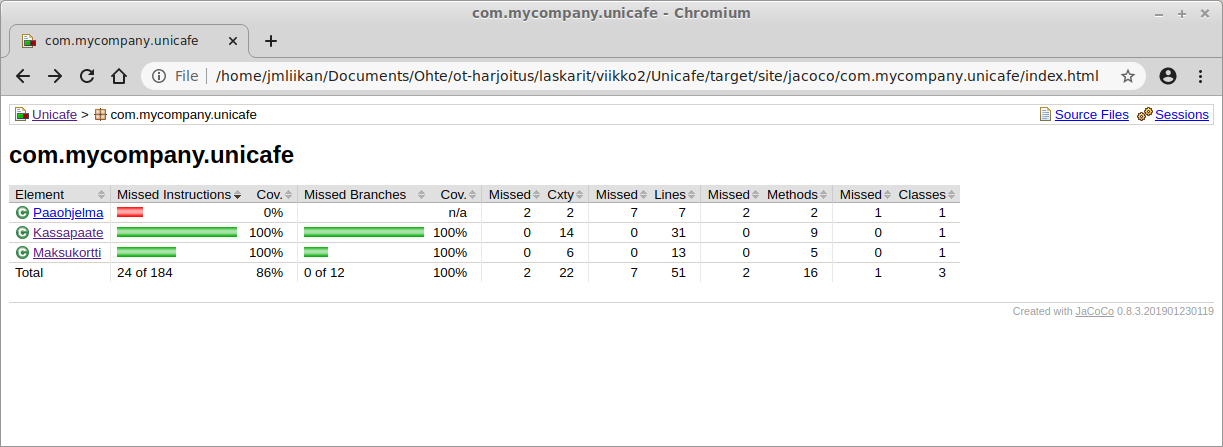 com.mycompany.unicafe - Chromium
com.mycompany.unicafe
File /home/jmliikan/Documents/Ohte/ot-harjoitus/laskarit/viikko2/Unicafe/target/site/jacoco/com.mycompany.unicafe/index.html
Unicafe > com.mycompany.unicafe Source Files Sessions
com.mycompany.unicafe
Element Missed Instructions Cov. Missed Branches Cov. Missed Cxty Missed Lines Missed Methods Missed Classes
C Paaohjelma 0% n/a 2 2 7 7 2 2 1 1
C Kassapaate 100% 100% 0 14 0 31 0 9 0 1
C Maksukortti 100% 100% 0 6 0 13 0 5 0 1
Total 24 of 184 86% 0 of 12 100% 2 22 7 51 2 16 1 3
Created with JaCoCo 0.8.3.201901230119